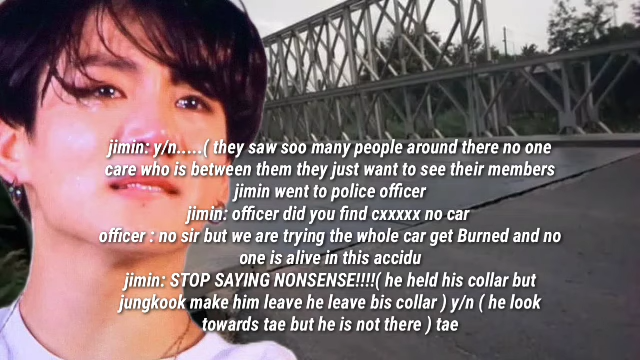 jimin: y/n.....( they saw soo many people around there no one
care who is between them they just want to see their members
jimin went to police officer
jimin: officer did you find cxxxxx no car
officer : no sir but we are trying the whole car get Burned and no
one is alive in this accidu
jimin: STOP SAYING NONSENSE!!!!( he held his collar but
jungkook make him leave he leave bis collar ) y/n ( he look
towards tae but he is not there ) tae